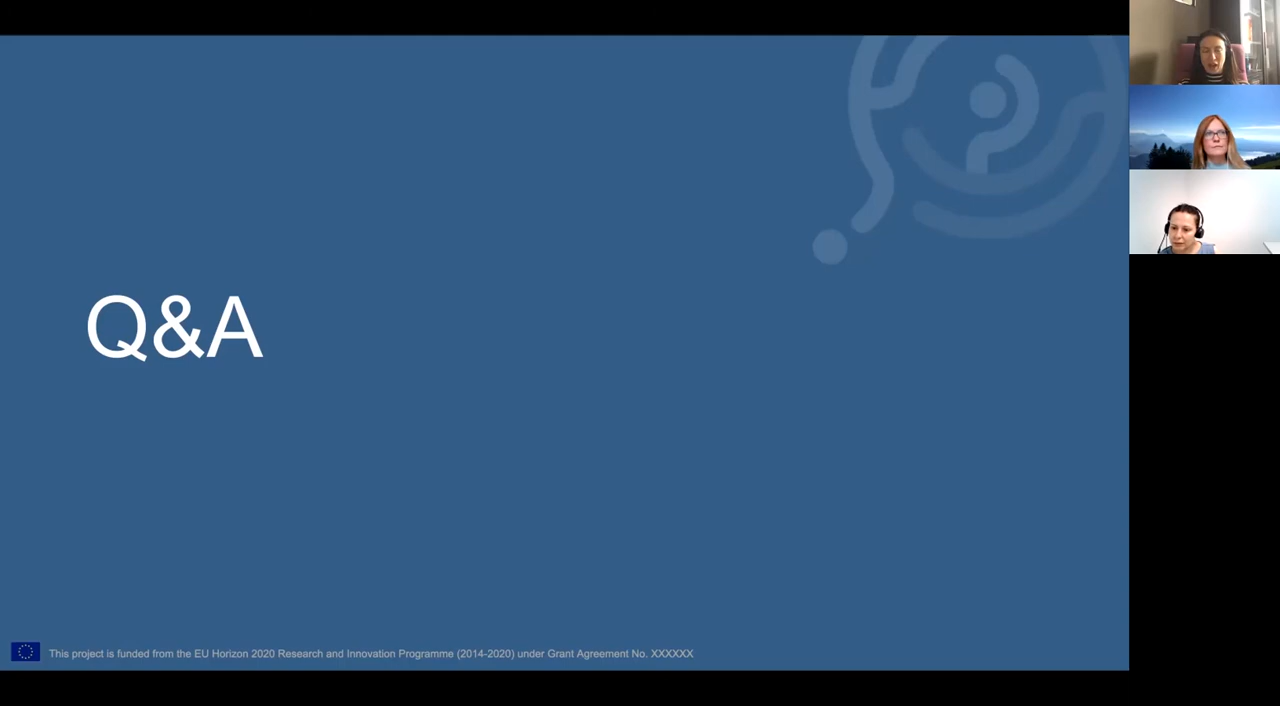 Q&A
This project is funded from the EU Horizon 2020 Research and Innovation Programme (2014-2020) under Grant Agreement No. XXXXXX